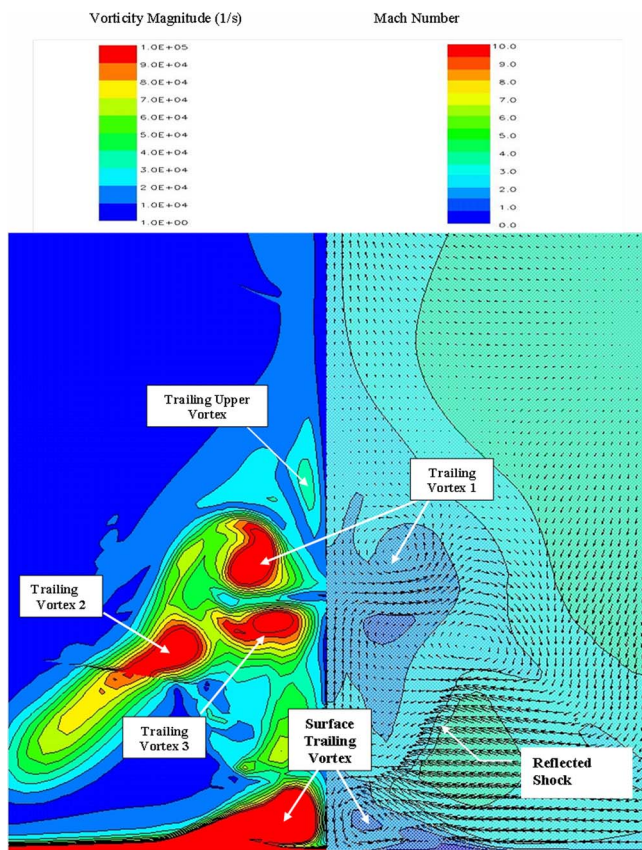 Vorticity Magnitude (1/s)
Mach Number
1.0E+05
9.0E+04
8.0E+04
7.0E+04
6.0E+04
5.0E+04
4.0E+04
3.0E+04
2.0E+04
1.0E+04
1.0E+00
10.0
9.0
8.0
7.0
6.0
5.0
4.0
3.0
2.0
1.0
0.0
Trailing Upper
Vortex
Trailing
Vortex 1
Trailing
Vortex 2
Trailing
Vortex 3
Surface
Trailing
Vortex
Reflected
Shock